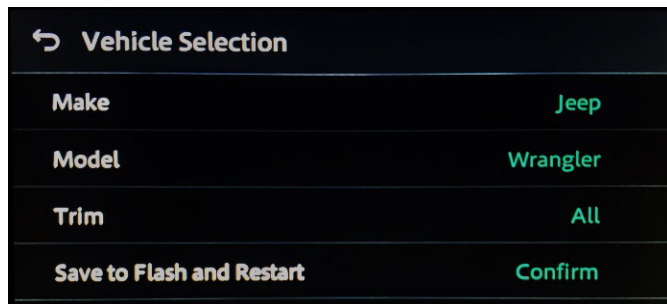 Vehicle Selection
Make Jeep
Model Wrangler
Trim All
Save to Flash and Restart Confirm